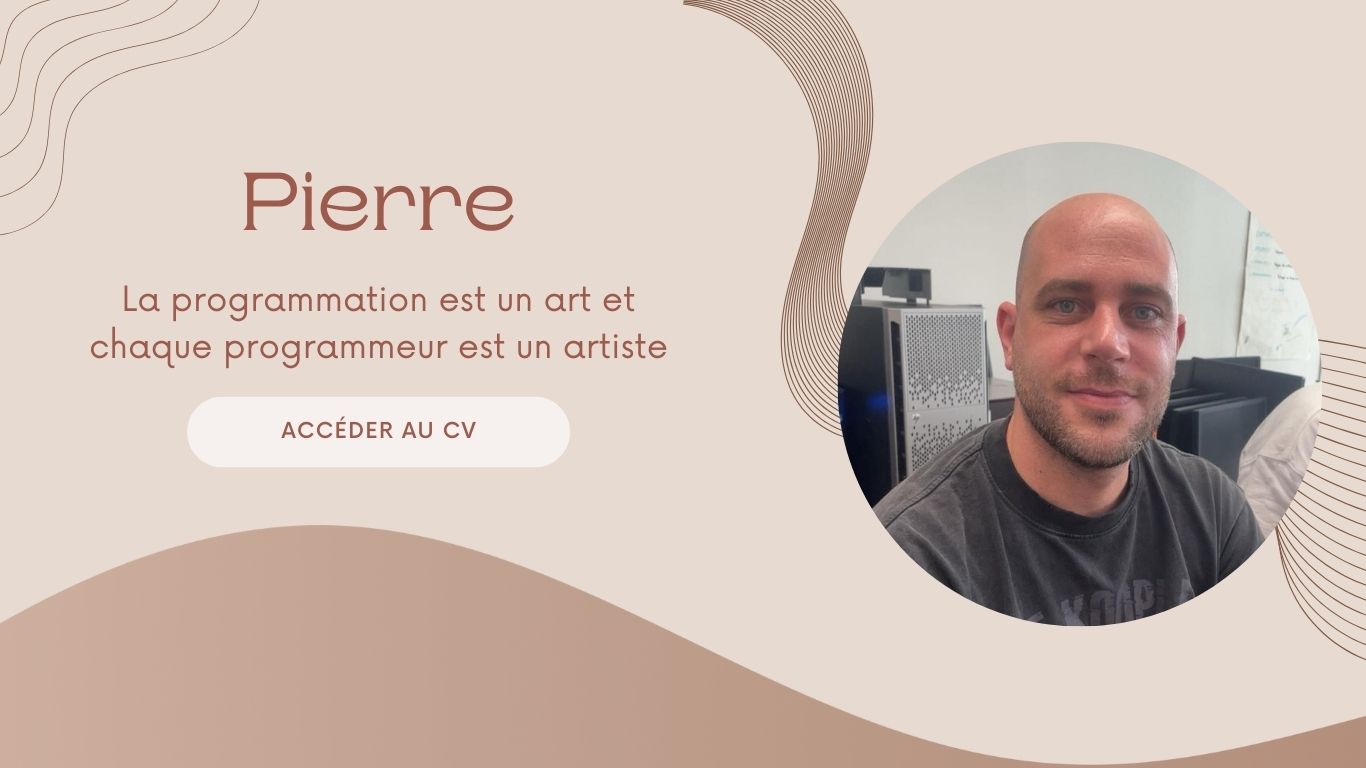 Pierre
La programmation est un art et
chaque programmeur est un artiste
ACCÉDER AU CV